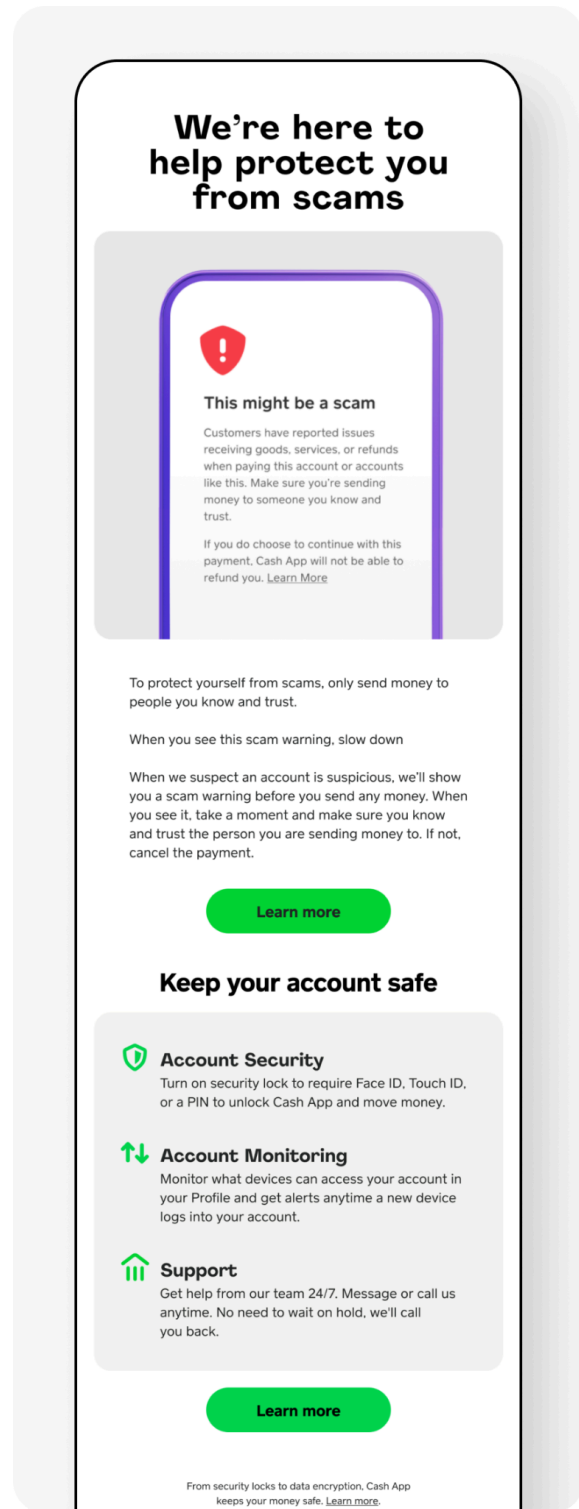 We’re here to
help protect you
from scams
This might be a scam
Customers have reported issues
receiving goods, services, or refunds
when paying this account or accounts
like this. Make sure you’re sending
money to someone you know and
trust.
If you do choose to continue with this
payment, Cash App will not be able to
refund you. Learn More
To protect yourself from scams, only send money to
people you know and trust.
When you see this scam warning, slow down
When we suspect an account is suspicious, we’ll show
you a scam warning before you send any money. When
you see it, take a moment and make sure you know
and trust the person you are sending money to. If not,
cancel the payment.
Learn more
Keep your account safe
Account Security
Turn on security lock to require Face ID, Touch ID,
or a PIN to unlock Cash App and move money.
Account Monitoring
Monitor what devices can access your account in
your Profile and get alerts anytime a new device
logs into your account.
Support
Get help from our team 24/7. Message or call us
anytime. No need to wait on hold, we'll call
you back.
Learn more
From security locks to data encryption, Cash App
keeps your money safe. Learn more.